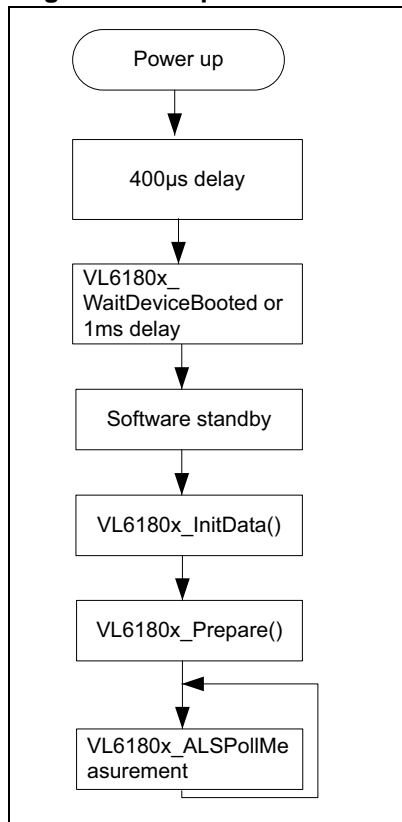 Power up
400µs delay
VL6180x_
WaitDeviceBooted or
1ms delay
Software standby
VL6180x_InitData()
VL6180x_Prepare()
VL6180x_ALSPollMe
asurement